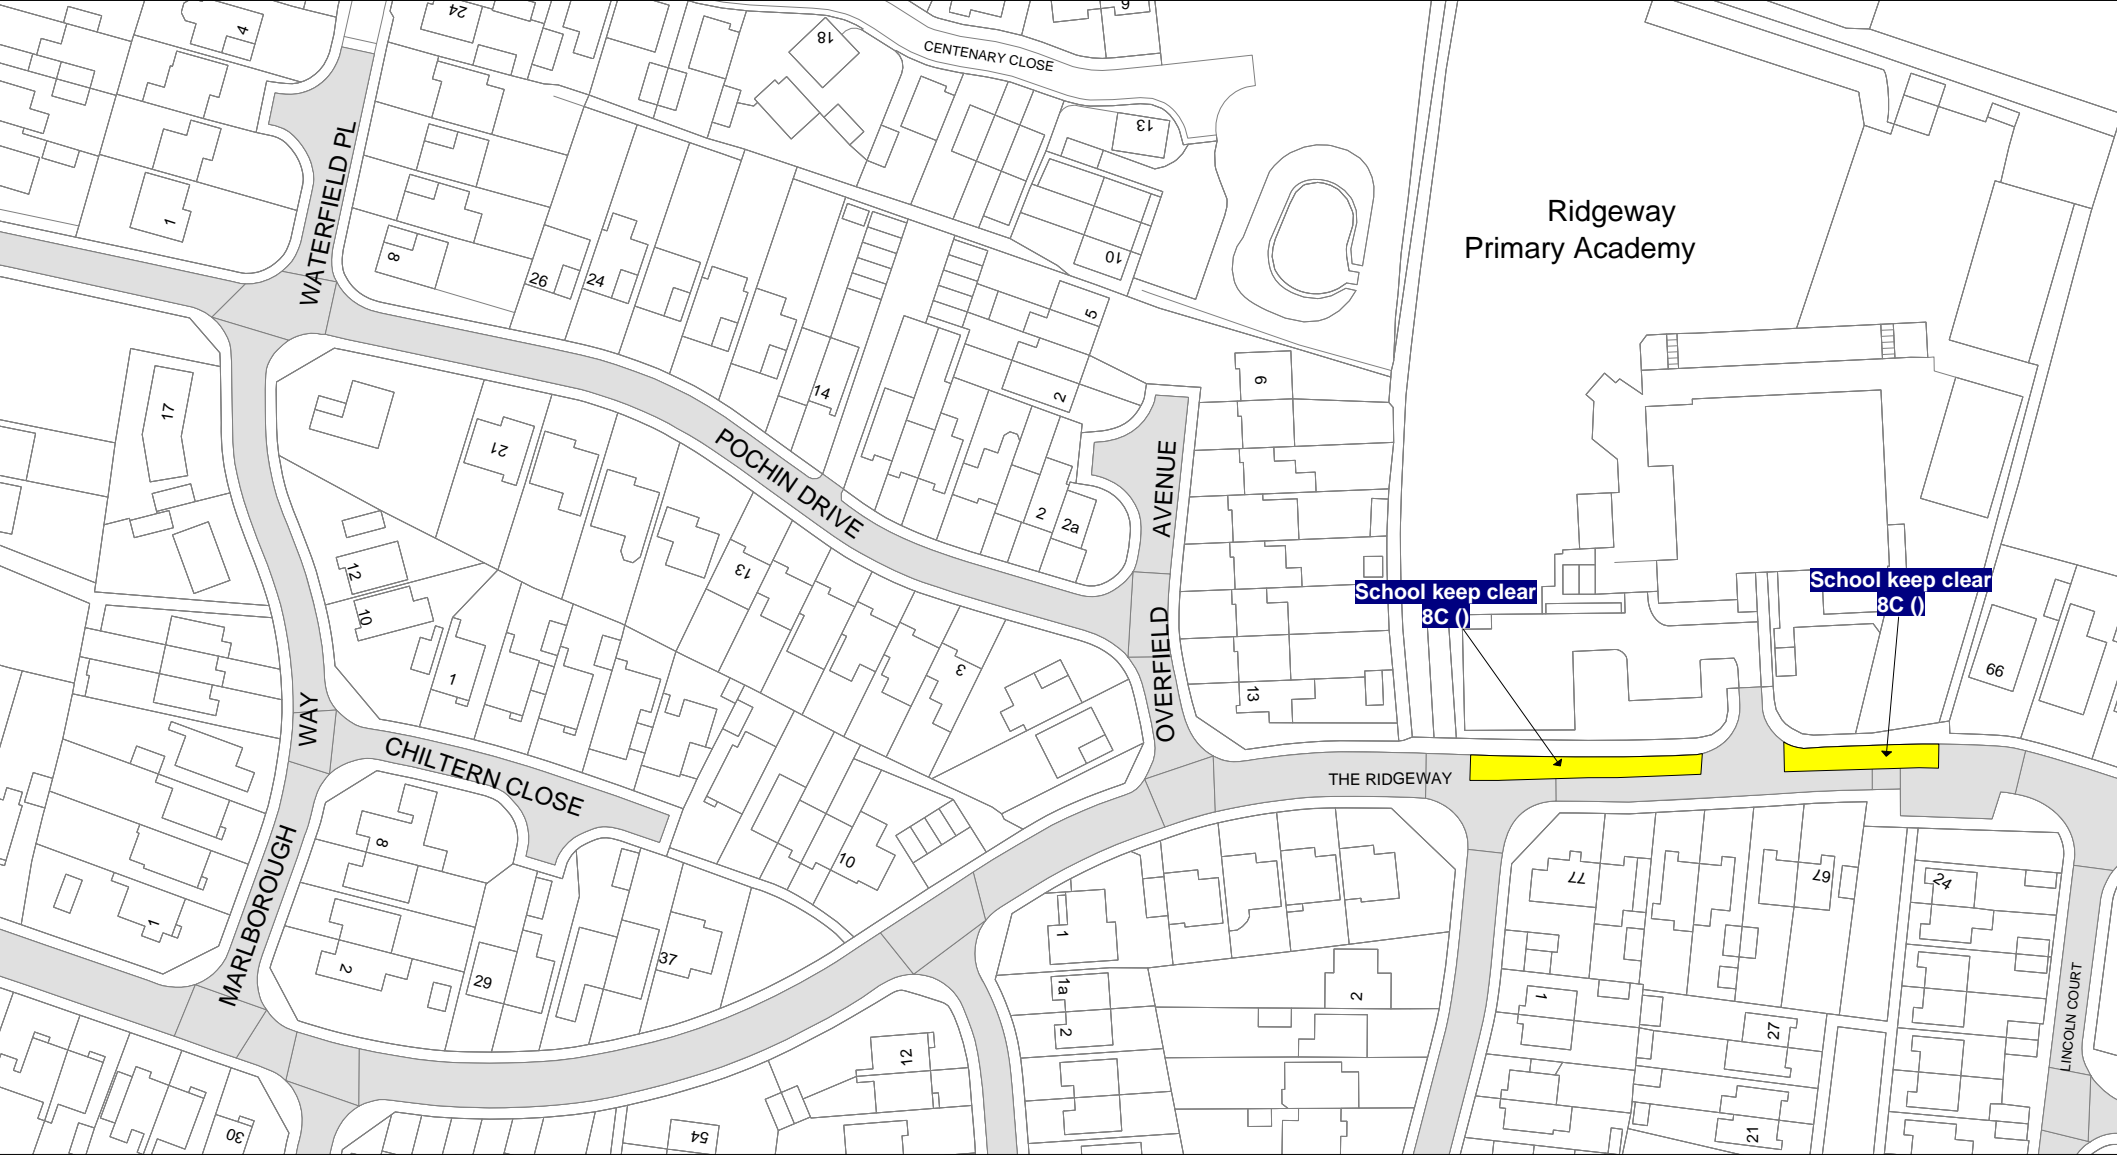 24
6
4
18
CENTENARY CLOSE
13
WATERFIELD PL
1
8
26
24
10
5
Ridgeway
Primary Academy
14
2
6
17
21
POCHIN DRIVE
2
2a
AVENUE
12
10
13
School keep clear
8C ()
School keep clear
8C ()
3
1
OVERFIELD
13
66
WAY
CHILTERN CLOSE
THE RIDGEWAY
8
10
77
67
24
MARLBOROUGH
1
2
29
37
1
1a
2
2
1
27
LINCOLN COURT
12
30
54
21